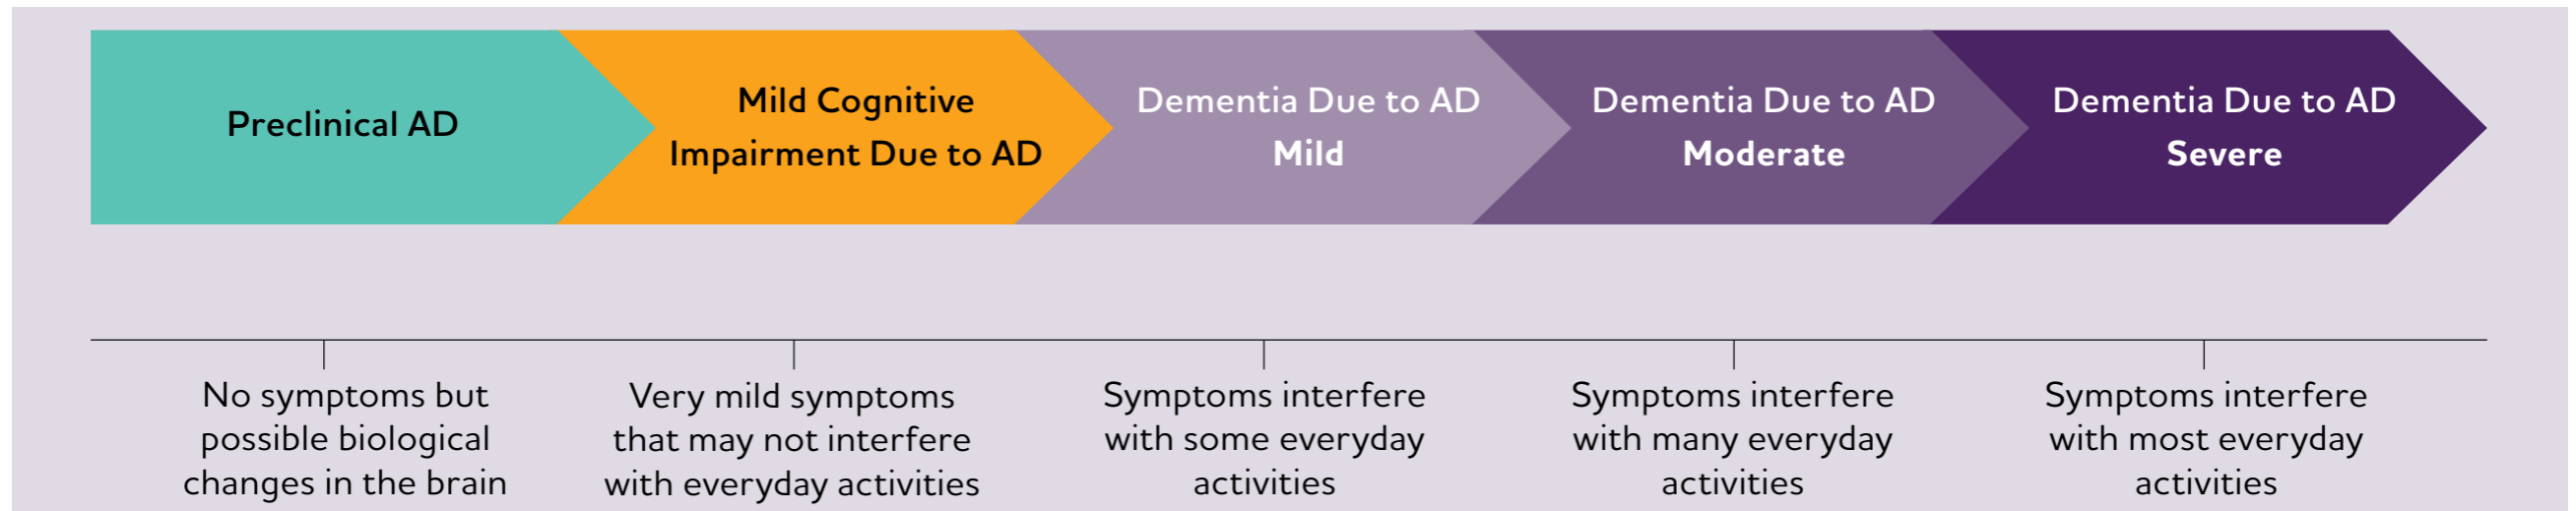 Preclinical AD
Mild Cognitive
Impairment Due to AD
Dementia Due to AD
Mild
Dementia Due to AD
Moderate
Dementia Due to AD
Severe
No symptoms but
possible biological
changes in the brain
Very mild symptoms
that may not interfere
with everyday activities
Symptoms interfere
with some everyday
activities
Symptoms interfere
with many everyday
activities
Symptoms interfere
with most everyday
activities